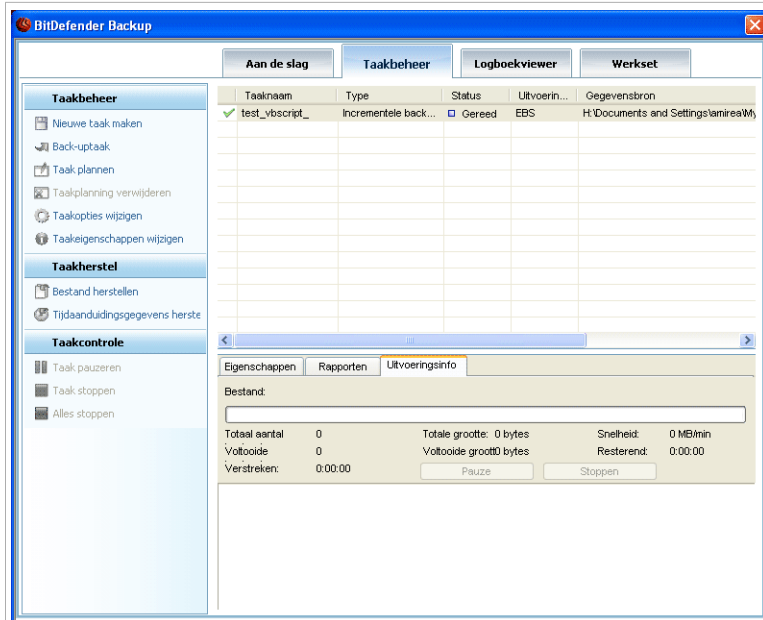 BitDefender Backup
Aan de slag Taakbeheer Logboekviewer Werkset
Taakbeheer
Nieuwe taak maken
Back-uptaak
Taak plannen
Taakplanning verwijderen
Taakopties wijzigen
Taakeigenschappen wijzigen
Taakherstel
Bestand herstellen
Tijdaanduidingsgegevens herste
Taakcontrole
Taak pauzeren
Taak stoppen
Alles stoppen
Taaknaam Type Status Uitvoerin... Gegevensbron
test_vbscript_ Incrementele back... Gereed EBS H:\Documents and Settings\amirea\My
Eigenschappen Rapporten Uitvoeringsinfo
Bestand:
Totaal aantal 0 Totale grootte: 0 bytes Snelheid: 0 MB/min
Voltooide 0 Voltooide groott0 bytes Resterend: 0:00:00
Verstreken: 0:00:00 Pauze Stoppen